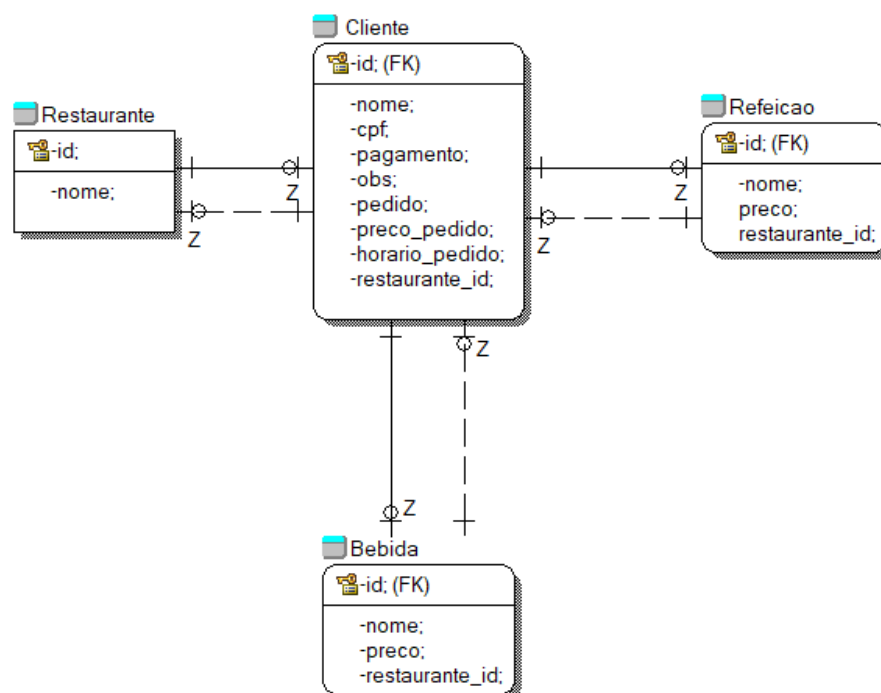 Cliente
-id; (FK)
-nome;
-cpf;
-pagamento;
-obs;
-pedido;
-preco_pedido;
-horario_pedido;
-restaurante_id;
Restaurante
-id;
-nome;
Z
Z
Refeicao
-id; (FK)
-nome;
preco;
restaurante_id;
Z
Z
Z
Z
Bebida
-id; (FK)
-nome;
-preco;
-restaurante_id;